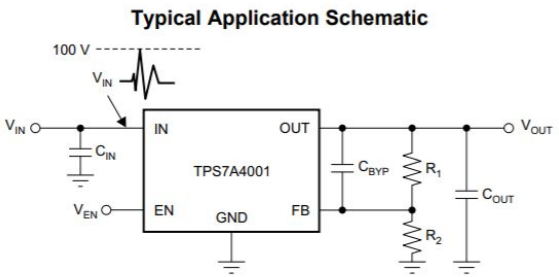 Typical Application Schematic
100 V
VIN
VIN
IN
OUT
VOUT
CIN
TPS7A4001
CBYP
R1
COUT
VEN
EN
GND
FB
R2